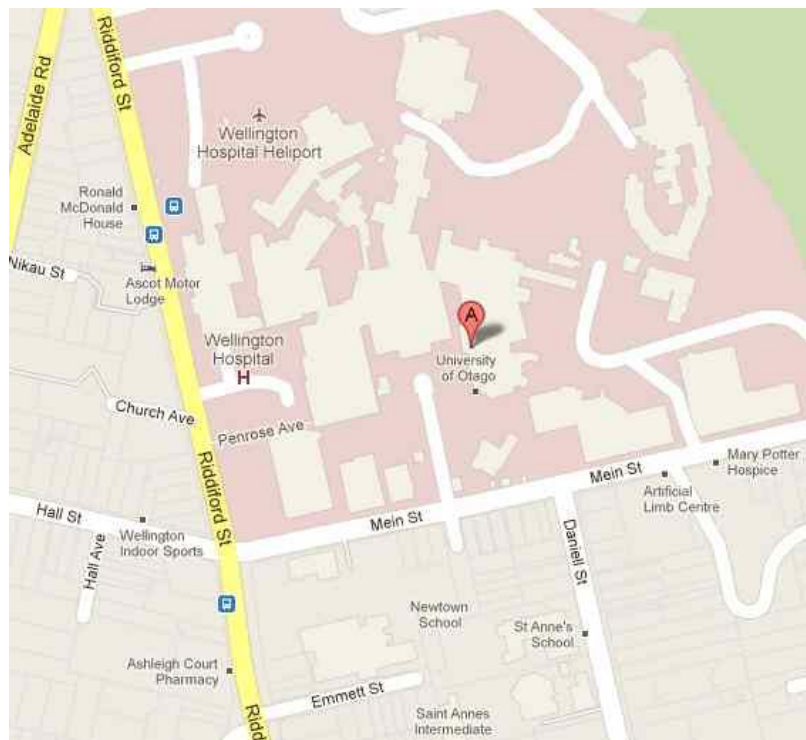 Adelaide Rd
Riddiford St
Wellington
Hospital Heliport
Ronald
McDonald
House
Nikau St
Ascot Motor
Lodge
A
Wellington
Hospital
H
University
of Otago
Church Ave
Penrose Ave
Riddiford St
Mein St
Mary Potter
Hospice
Artificial
Limb Centre
Hall St
Wellington
Indoor Sports
Mein St
Hall Ave
Daniell St
Newtown
School
St Anne's
School
Ashleigh Court
Pharmacy
Emmett St
Saint Annes
Intermediate
Ridd